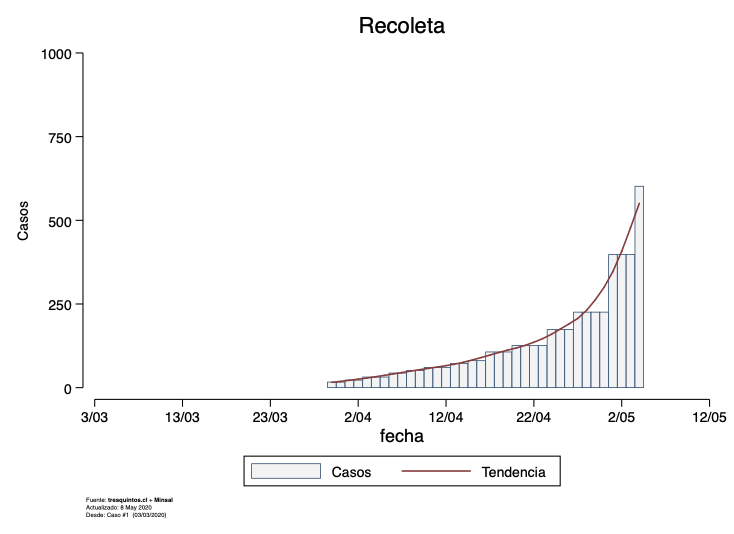 Recoleta
1000
750
500
250
0
Casos
3/03 13/03 23/03 2/04 12/04 22/04 2/05 12/05
fecha
Casos Tendencia
Fuente: tresquintos.cl + Minsal
Actualizado: 8 May 2020
Desde: Caso #1 (03/03/2020)